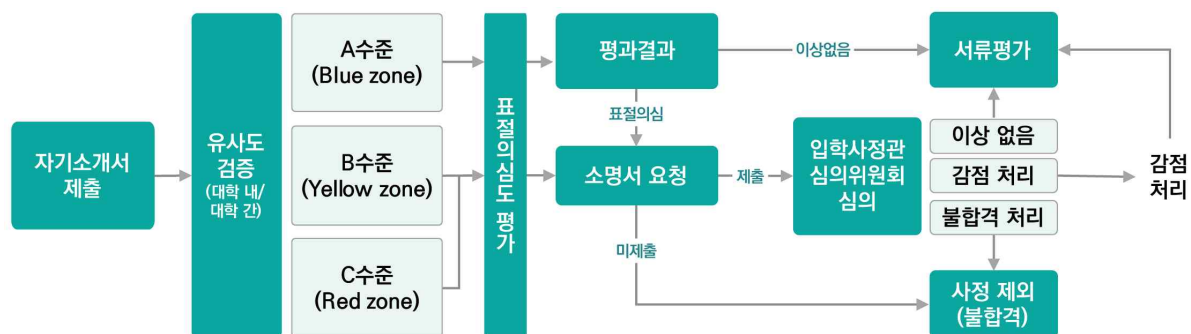 자기소개서
제출
유사도
검증
(대학 내/
대학 간)
A수준
(Blue zone)
B수준
(Yellow zone)
C수준
(Red zone)
표절의심도 평가
평과결과
이상없음
서류평가
표절의심
소명서 요청
제출
미제출
입학사정관
심의위원회
심의
이상 없음
감점 처리
불합격 처리
감점
처리
사정 제외
(불합격)